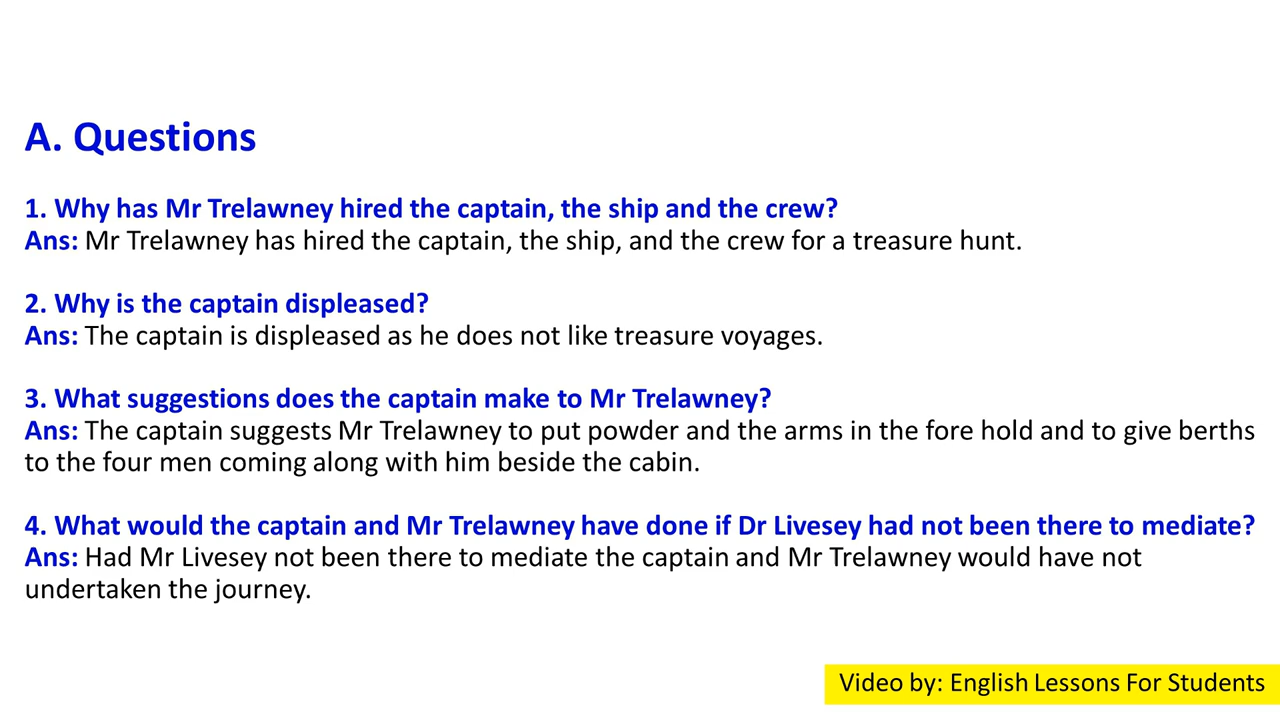 A. Questions
1. Why has Mr Trelawney hired the captain, the ship and the crew?
Ans: Mr Trelawney has hired the captain, the ship, and the crew for a treasure hunt.
2. Why is the captain displeased?
Ans: The captain is displeased as he does not like treasure voyages.
3. What suggestions does the captain make to Mr Trelawney?
Ans: The captain suggests Mr Trelawney to put powder and the arms in the fore hold and to give berths
to the four men coming along with him beside the cabin.
4. What would the captain and Mr Trelawney have done if Dr Livesey had not been there to mediate?
Ans: Had Mr Livesey not been there to mediate the captain and Mr Trelawney would have not
undertaken the journey.
Video by: English Lessons For Students